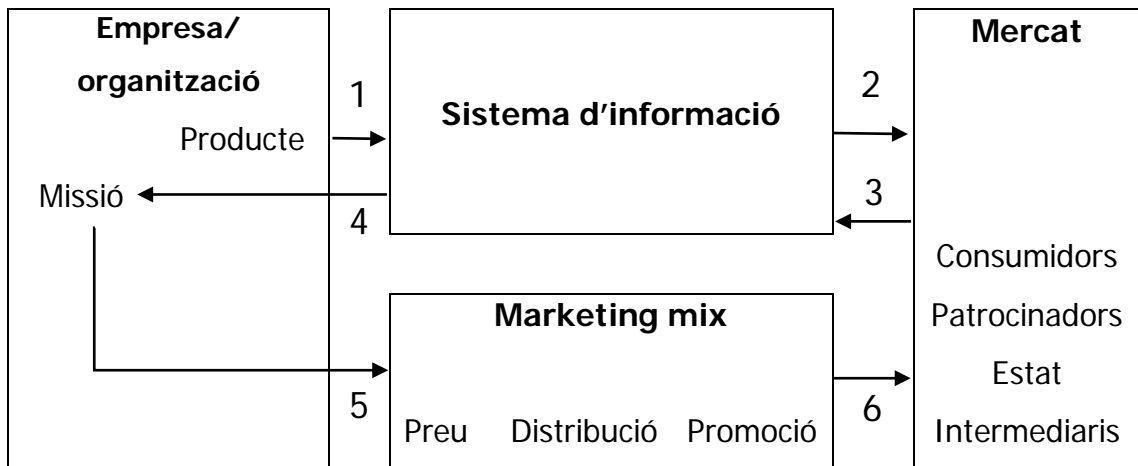 Empresa/
organització
Producte
Missió
1
Sistema d'informació
4
2
3
Mercat
Consumidors
Patrocinadors
Estat
Intermediaris
5
Marketing mix
Preu Distribució Promoció
6